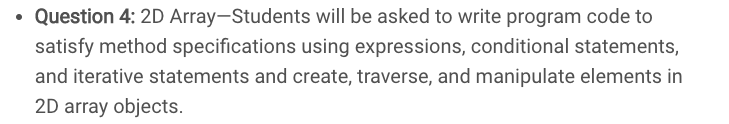 • Question 4: 2D Array—Students will be asked to write program code to
satisfy method specifications using expressions, conditional statements,
and iterative statements and create, traverse, and manipulate elements in
2D array objects.